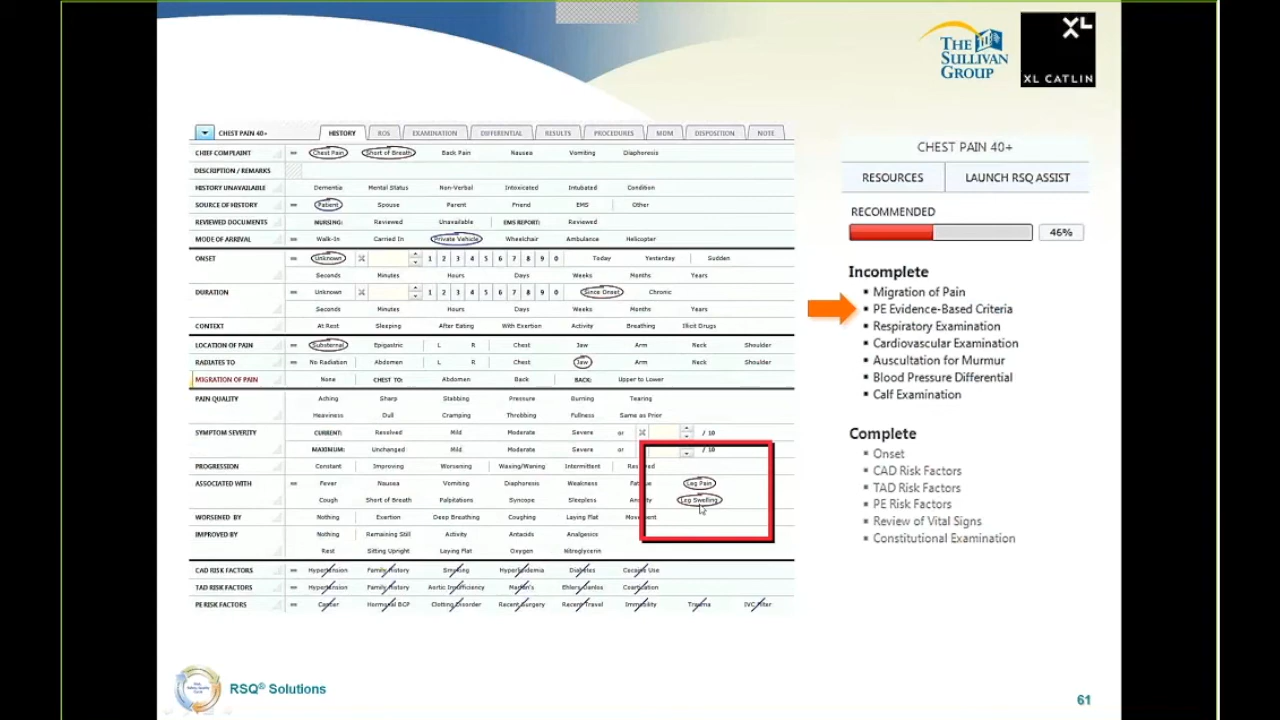 THE SULLIVAN GROUP
XL
XL CATLIN
CHEST PAIN 40+ HISTORY ROS EXAMINATION DIFFERENTIAL RESULTS PROCEDURES MDM DISPOSITION NOTE
CHIEF COMPLAINT Chest Pain Short of Breath Back Pain Nausea Vomiting Diaphoresis
DESCRIPTION / REMARKS
HISTORY UNAVAILABLE Dementia Mental Status Non-Verbal Intoxicated Intubated Condition
SOURCE OF HISTORY Patient Spouse Parent Friend EMS Other
REVIEWED DOCUMENTS NURSING: Reviewed Unavailable EMS REPORT: Reviewed
MODE OF ARRIVAL Walk-In Carried In Private Vehicle Wheelchair Ambulance Helicopter
ONSET Unknown 1 2 3 4 5 6 7 8 9 0 Today Yesterday Sudden
Seconds Minutes Hours Days Weeks Months Years
DURATION Unknown 1 2 3 4 5 6 7 8 9 0 Since Onset Chronic
Seconds Minutes Hours Days Weeks Months Years
CONTEXT At Rest Sleeping After Eating With Exertion Activity Breathing Illicit Drugs
LOCATION OF PAIN Substernal Epigastric L R Chest Jaw Arm Neck Shoulder
RADIATES TO No Radiation Abdomen L R Chest Jaw Arm Neck Shoulder
MIGRATION OF PAIN None CHEST TO: Abdomen Back BACK: Upper to Lower
PAIN QUALITY Aching Sharp Stabbing Pressure Burning Tearing
Heaviness Dull Cramping Throbbing Fullness Same as Prior
SYMPTOM SEVERITY CURRENT: Resolved Mild Moderate Severe or / 10
MAXIMUM: Unchanged Mild Moderate Severe or / 10
PROGRESSION Constant Improving Worsening Waxing/Waning Intermittent
ASSOCIATED WITH Fever Nausea Vomiting Diaphoresis Weakness Leg Pain
Cough Short of Breath Palpitations Syncope Sleepless Leg Swelling
WORSENED BY Nothing Exertion Deep Breathing Coughing Laying Flat Movement
IMPROVED BY Nothing Remaining Still Activity Antacids Analgesics
Rest Sitting Upright Laying Flat Oxygen Nitroglycerin
CAD RISK FACTORS Hypertension Family History Smoking Hyperlipidemia Diabetes Cocaine Use
TAD RISK FACTORS Hypertension Family History Aortic Insufficiency Marfan's Ehlers-Danlos Coarctation
PE RISK FACTORS Cancer Hormonal BCP Clotting Disorder Recent Surgery Recent Travel Immobility Trauma IVC Filter
CHEST PAIN 40+
RESOURCES LAUNCH RSQ ASSIST
RECOMMENDED
46%
Incomplete
▪ Migration of Pain
▪ PE Evidence-Based Criteria
▪ Respiratory Examination
▪ Cardiovascular Examination
▪ Auscultation for Murmur
▪ Blood Pressure Differential
▪ Calf Examination
Complete
▪ Onset
▪ CAD Risk Factors
▪ TAD Risk Factors
▪ PE Risk Factors
▪ Review of Vital Signs
▪ Constitutional Examination
RSQ® Solutions
61